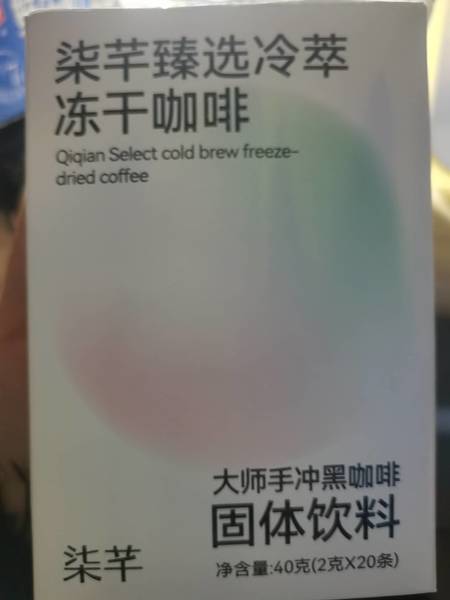 柒芊臻选冷萃
冻干咖啡
Qiqian Select cold brew freeze-
dried coffee
大师手冲黑咖啡
固体饮料
柒芊
净含量:40克(2克X20条)